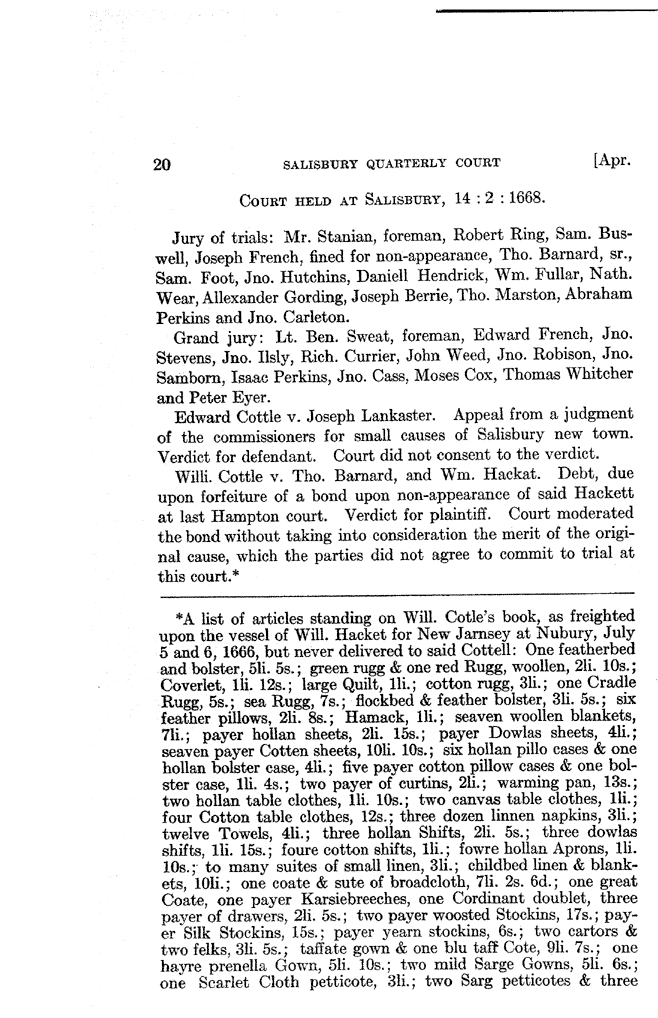 20 SALISBURY QUARTERLY COURT [Apr.
COURT HELD AT SALISBURY, 14 : 2 : 1668.
Jury of trials: Mr. Stanian, foreman, Robert Ring, Sam. Bus-
well, Joseph French, fined for non-appearance, Tho. Barnard, sr.,
Sam. Foot, Jno. Hutchins, Daniell Hendrick, Wm. Fullar, Nath.
Wear, Allexander Gording, Joseph Berrie, Tho. Marston, Abraham
Perkins and Jno. Carleton.
Grand jury: Lt. Ben. Sweat, foreman, Edward French, Jno.
Stevens, Jno. Ilsly, Rich. Currier, John Weed, Jno. Robison, Jno.
Samborn, Isaac Perkins, Jno. Cass, Moses Cox, Thomas Whitcher
and Peter Eyer.
Edward Cottle v. Joseph Lankaster. Appeal from a judgment
of the commissioners for small causes of Salisbury new town.
Verdict for defendant. Court did not consent to the verdict.
Willi. Cottle v. Tho. Barnard, and Wm. Hackat. Debt, due
upon forfeiture of a bond upon non-appearance of said Hackett
at last Hampton court. Verdict for plaintiff. Court moderated
the bond without taking into consideration the merit of the origi-
nal cause, which the parties did not agree to commit to trial at
this court.*
*A list of articles standing on Will. Cotle's book, as freighted
upon the vessel of Will. Hacket for New Jarnsey at Nubury, July
5 and 6, 1666, but never delivered to said Cottell: One featherbed
and bolster, 5li. 5s.; green rugg & one red Rugg, woollen, 2li. 10s.;
Coverlet, 1li. 12s.; large Quilt, 1li.; cotton rugg, 3li.; one Cradle
Rugg, 5s.; sea Rugg, 7s.; flockbed & feather bolster, 3li. 5s.; six
feather pillows, 2li. 8s.; Hamack, 1li.; seaven woollen blankets,
7li.; payer hollan sheets, 2li. 15s.; payer Dowlas sheets, 4li.;
seaven payer Cotten sheets, 10li. 10s.; six hollan pillo cases & one
hollan bolster case, 4li.; five payer cotton pillow cases & one bol-
ster case, 1li. 4s.; two payer of curtins, 2li.; warming pan, 13s.;
two hollan table clothes, 1li. 10s.; two canvas table clothes, 1li.;
four Cotton table clothes, 12s.; three dozen linnen napkins, 3li.;
twelve Towels, 4li.; three hollan Shifts, 2li. 5s.; three dowlas
shifts, 1li. 15s.; foure cotton shifts, 1li.; fowre hollan Aprons, 1li.
10s.; to many suites of small linen, 3li.; childbed linen & blank-
ets, 10li.; one coate & sute of broadcloth, 7li. 2s. 6d.; one great
Coate, one payer Karsiebreeches, one Cordinant doublet, three
payer of drawers, 2li. 5s.; two payer woosted Stockins, 17s.; pay-
er Silk Stockins, 15s.; payer yearn stockins, 6s.; two cartors &
two felks, 3li. 5s.; taffate gown & one blu taff Cote, 9li. 7s.; one
hayre prenella Gown, 5li. 10s.; two mild Sarge Gowns, 5li. 6s.;
one Scarlet Cloth petticote, 3li.; two Sarg petticotes & three